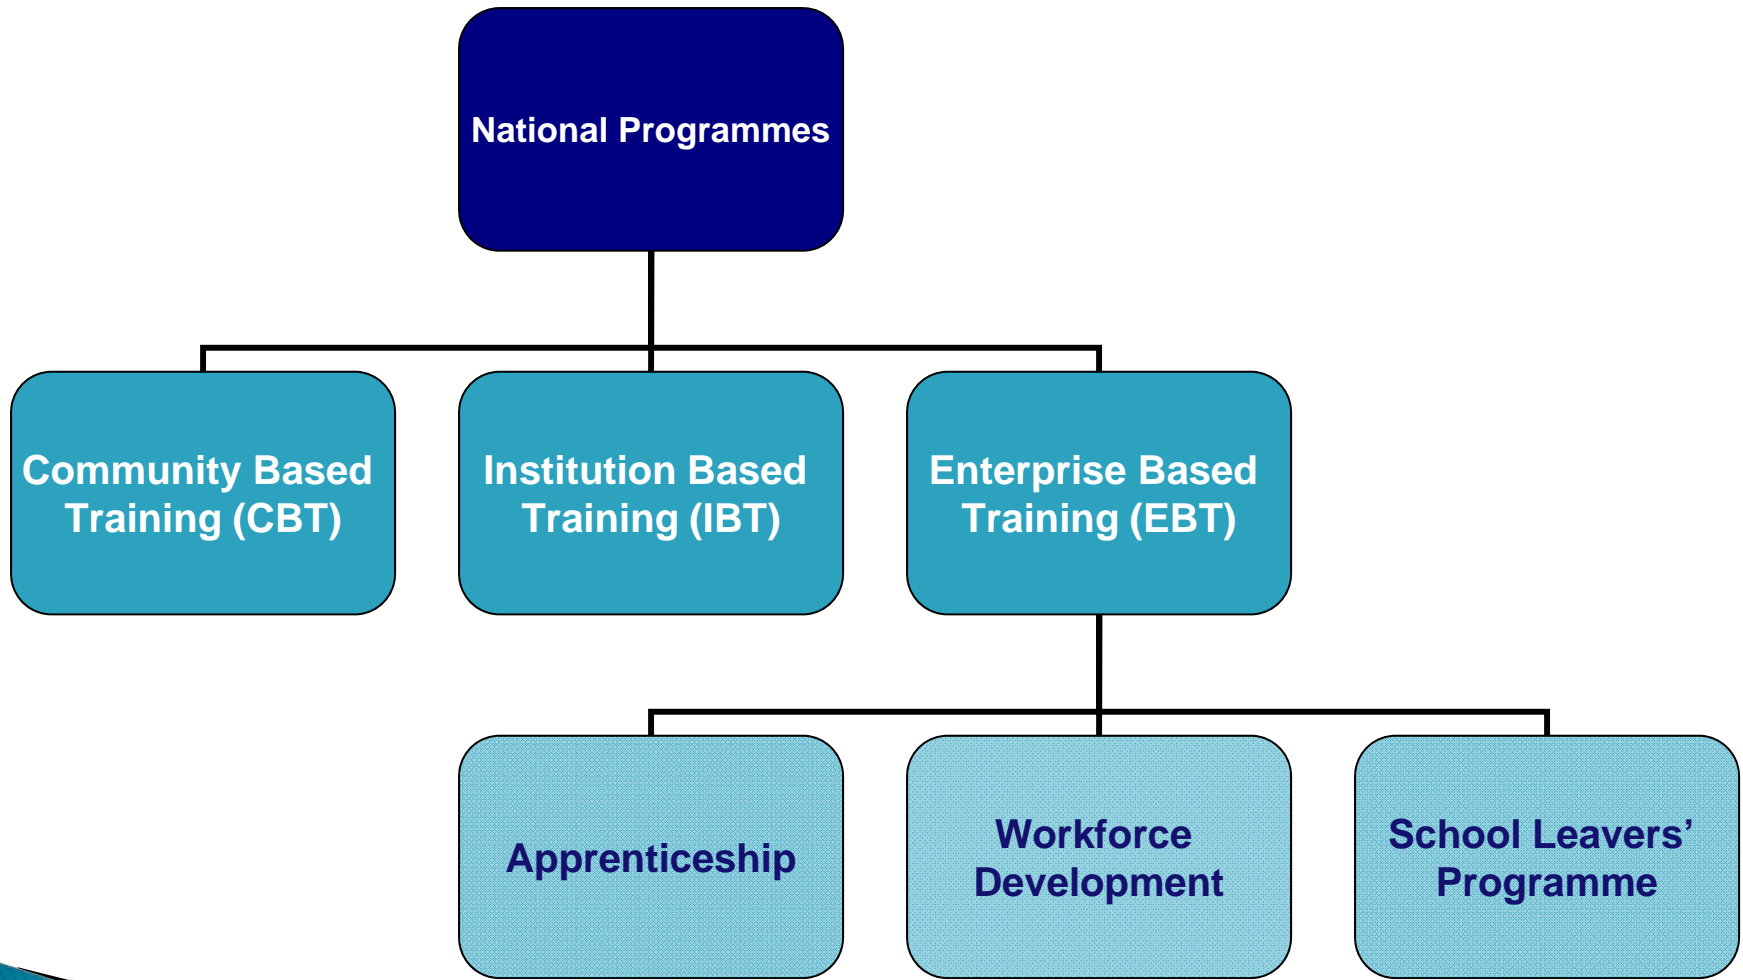 National Programmes
Community Based
Training (CBT)
Institution Based
Training (IBT)
Enterprise Based
Training (EBT)
Apprenticeship
Workforce
Development
School Leavers’
Programme